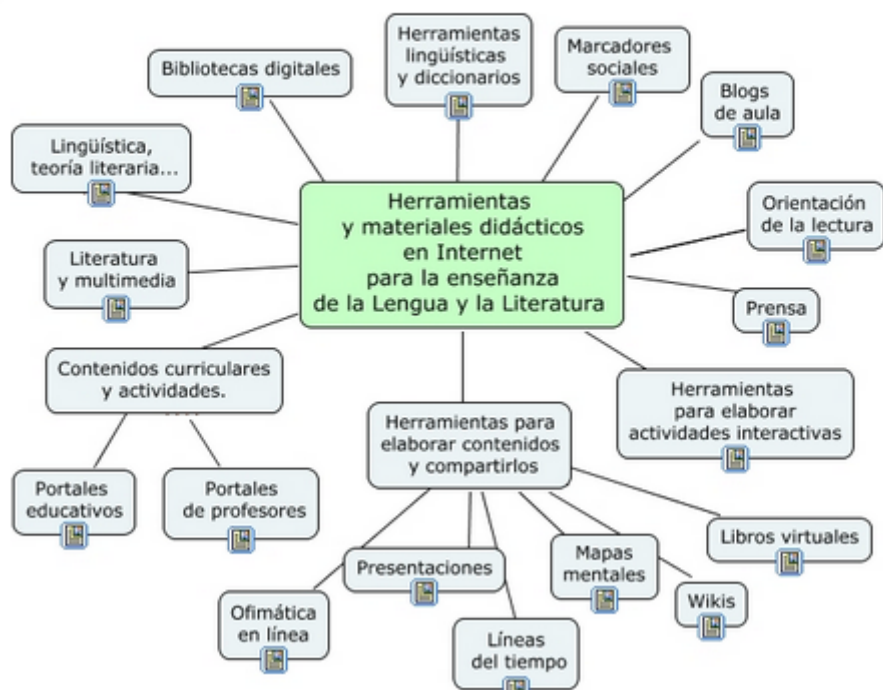 Herramientas
lingüísticas
y diccionarios
Marcadores
sociales
Bibliotecas digitales
Blogs
de aula
Lingüística,
teoría literaria...
Herramientas
y materiales didácticos
en Internet
para la enseñanza
de la Lengua y la Literatura
Orientación
de la lectura
Literatura
y multimedia
Prensa
Contenidos curriculares
y actividades.
Herramientas
para elaborar
actividades interactivas
Herramientas para
elaborar contenidos
y compartirlos
Portales
educativos
Portales
de profesores
Libros virtuales
Presentaciones
Mapas
mentales
Wikis
Ofimática
en línea
Líneas
del tiempo